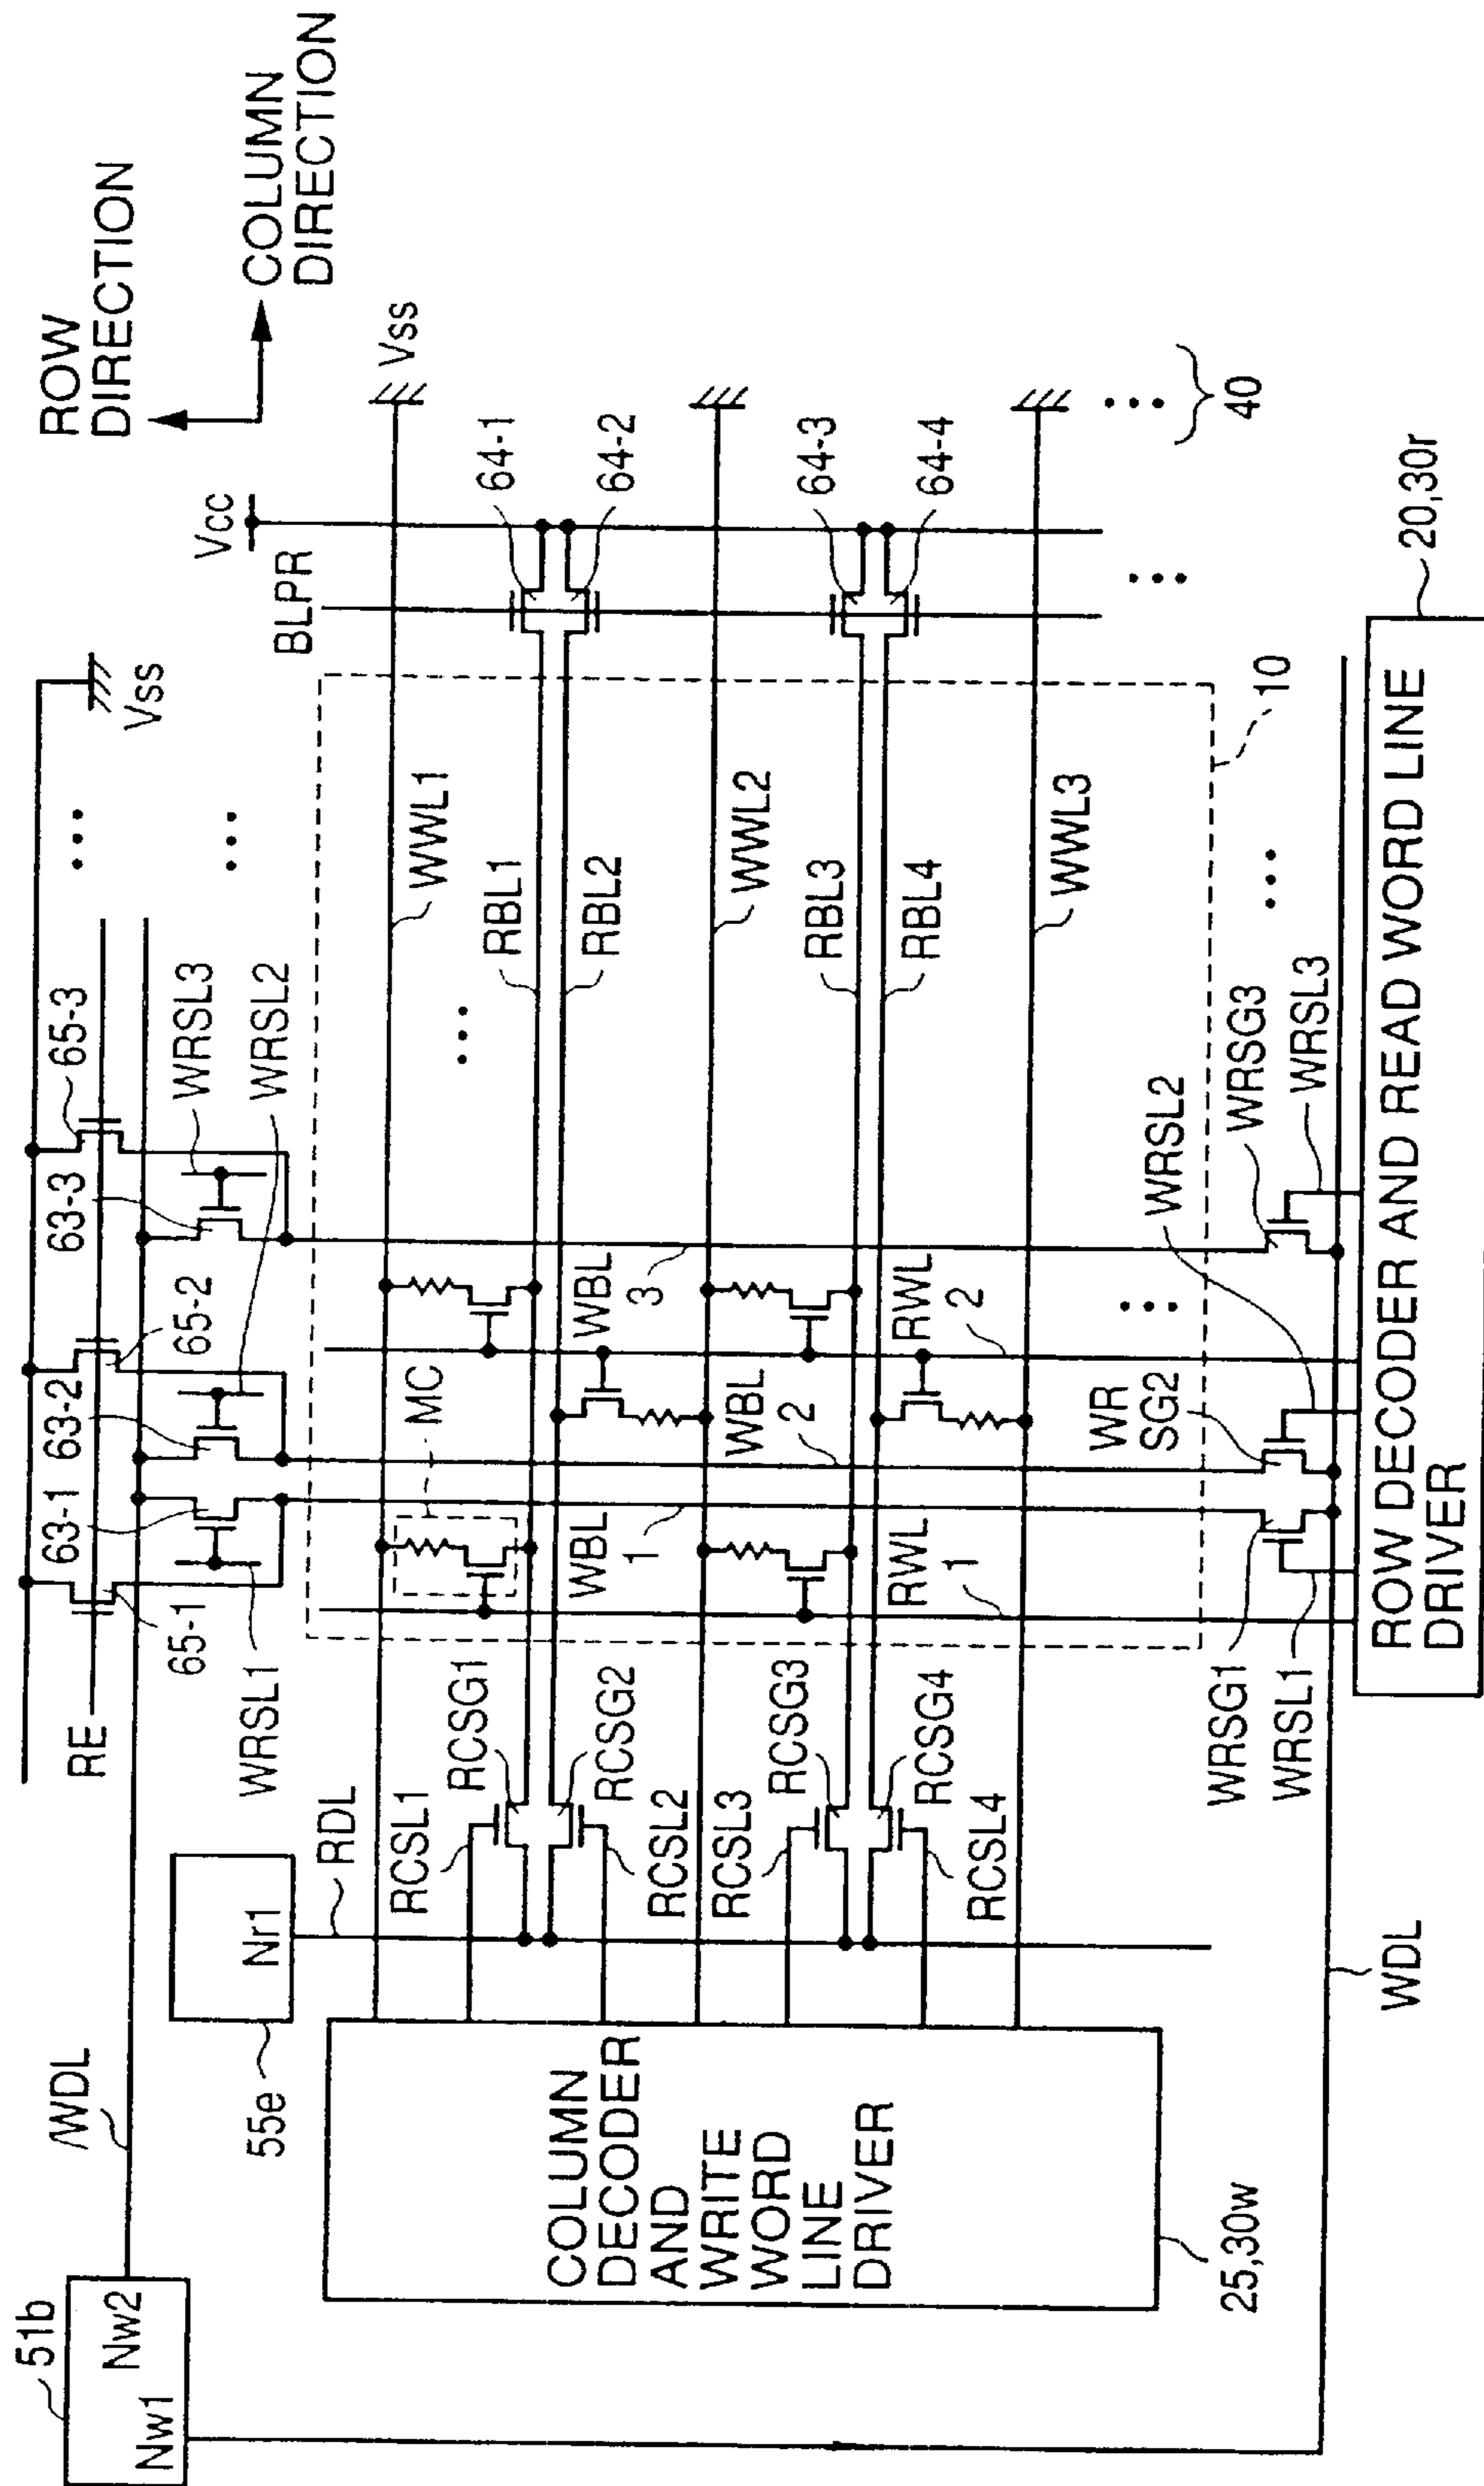 ROW
DIRECTION
COLUMN
DIRECTION
51b
Nw2
Nw1
/WDL
55e
Nr1
RDL
RE
65-1
63-1
63-2
65-2
63-3
65-3
WRSL1
WRSL3
WRSL2
...
...
Vss
BLPR
Vcc
Vss
COLUMN
DECODER
AND
WRITE
WORD
LINE
DRIVER
25,30w
RCSL1
RCSG1
RCSG2
RCSL2
RCSL3
RCSG3
RCSG4
RCSL4
MC
WBL
1
WBL
2
WBL
3
RWL
1
RWL
2
...
...
...
WWL1
RBL1
RBL2
WWL2
RBL3
RBL4
WWL3
64-1
64-2
64-3
64-4
...
...
40
10
WRSG1
WRSL1
WR
SG2
WRSL2
WRSG3
WRSL3
WDL
ROW DECODER AND READ WORD LINE
DRIVER
20,30r